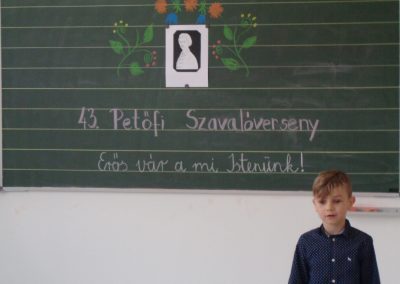 43. Petőfi Szavalóverseny
Erős vár a mi Istenünk!